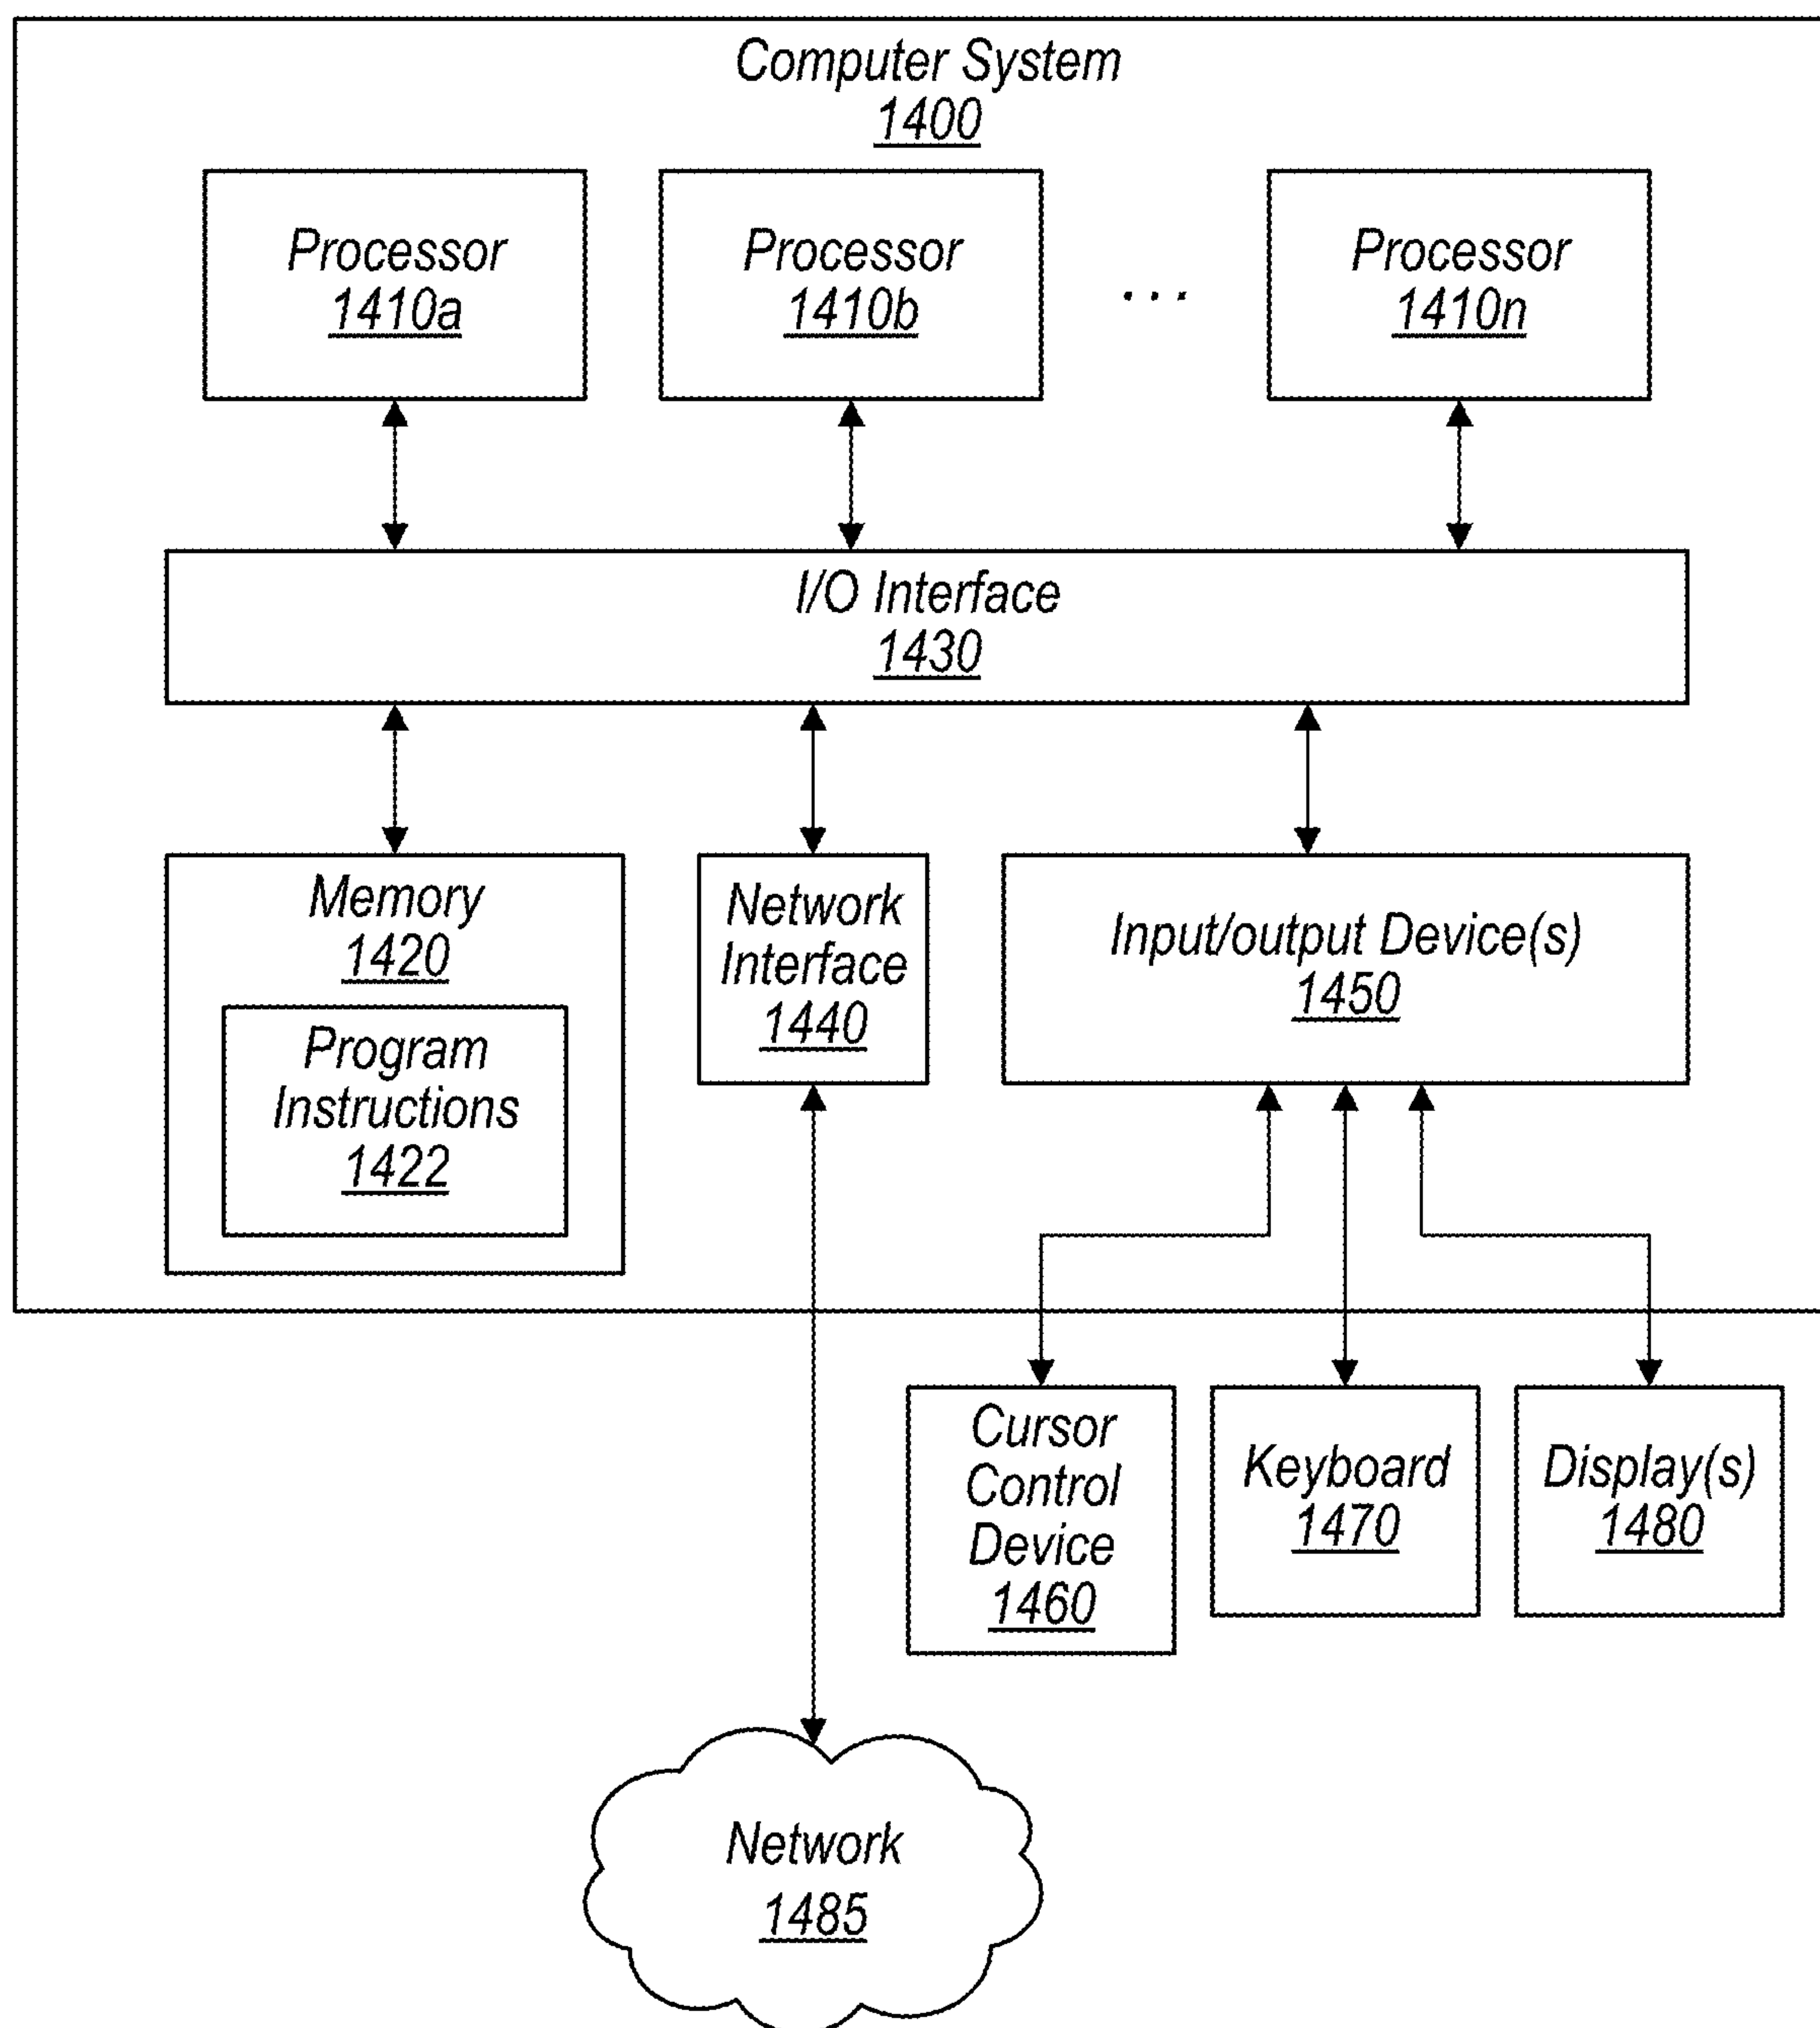 Computer System
1400
Processor
1410a
Processor
1410b
...
Processor
1410n
I/O Interface
1430
Memory
1420
Program
Instructions
1422
Network
Interface
1440
Input/output Device(s)
1450
Cursor
Control
Device
1460
Keyboard
1470
Display(s)
1480
Network
1485